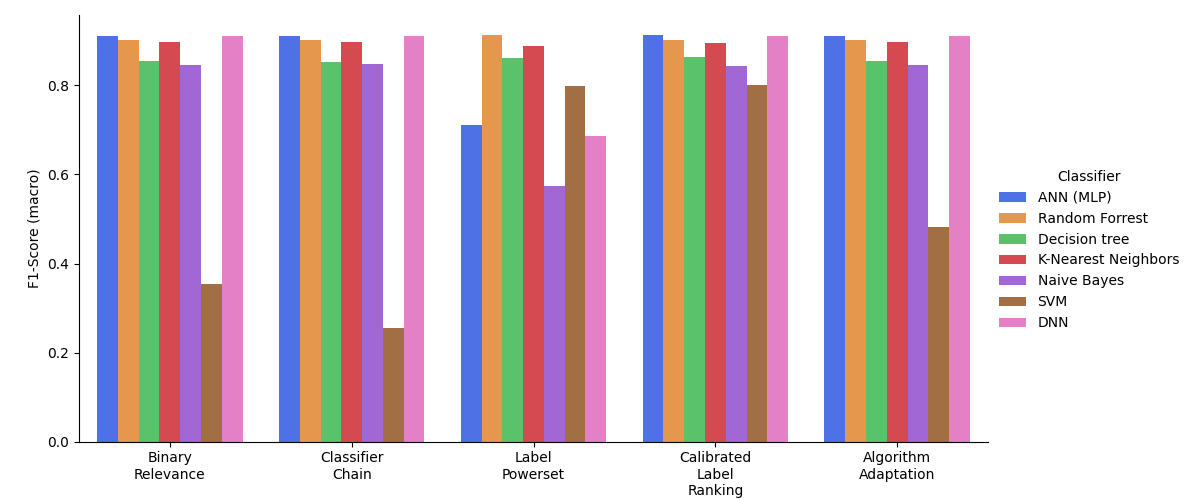 F1-Score (macro)
0.8
0.6
0.4
0.2
0.0
Binary
Relevance
Classifier
Chain
Label
Powerset
Calibrated
Label
Ranking
Algorithm
Adaptation
Classifier
ANN (MLP)
Random Forrest
Decision tree
K-Nearest Neighbors
Naive Bayes
SVM
DNN